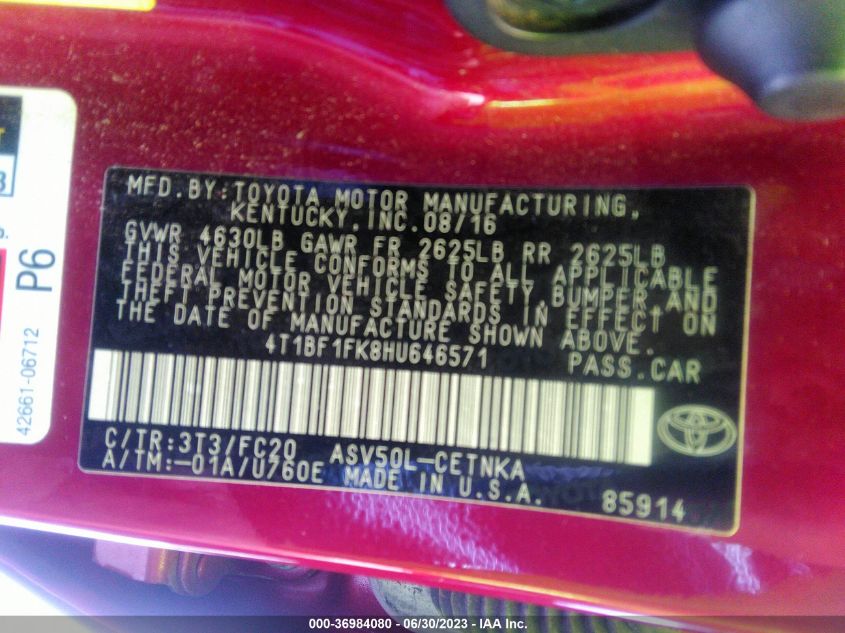 MFD.BY:TOYOTA MOTOR MANUFACTURING,
KENTUCKY,INC.08/16
GVWR 4630LB GAWR FR 2625LB RR 2625LB
THIS VEHICLE CONFORMS TO ALL APPLICABLE
FEDERAL MOTOR VEHICLE SAFETY,BUMPER,AND
THEFT PREVENTION STANDARDS IN EFFECT ON
THE DATE OF MANUFACTURE SHOWN ABOVE.
4T1BF1FK8HU646571 PASS.CAR
C/TR:3T3/FC20 ASV50L-CETNKA
A/TM:-01A/U760E MADE IN U.S.A.
85914
P6
42661-06712
000-36984080 - 06/30/2023 - IAA Inc.